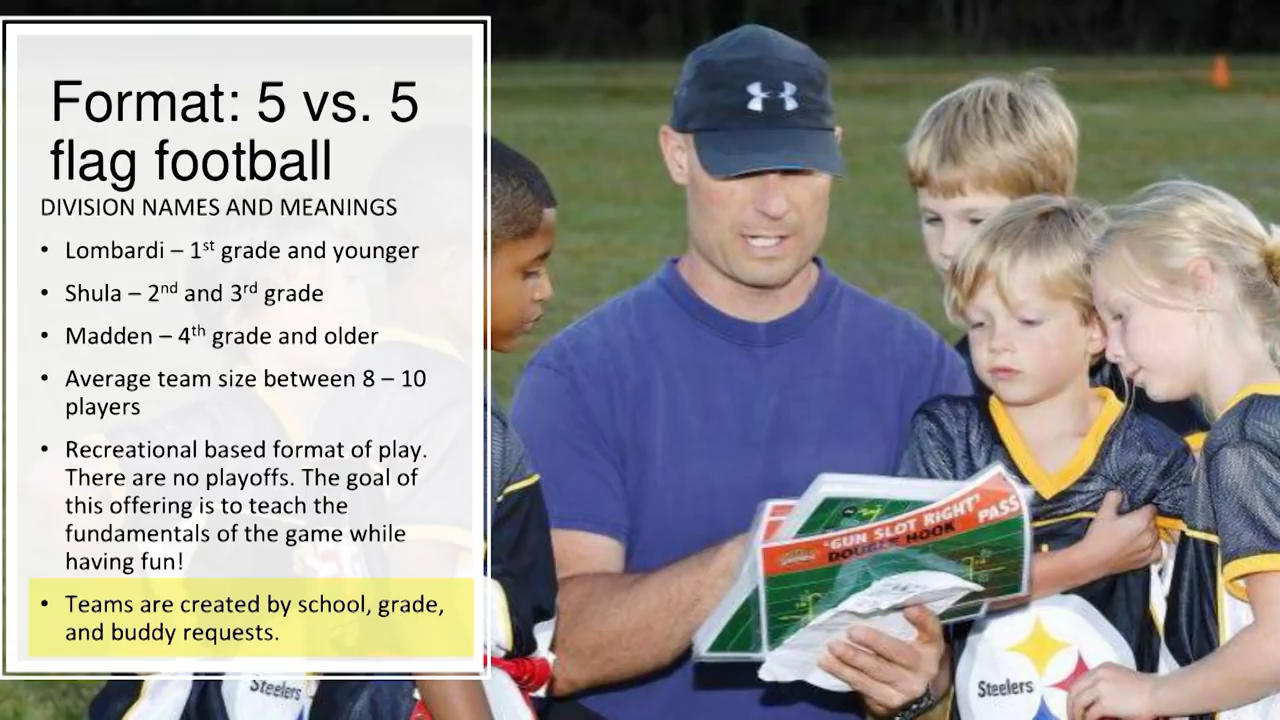 Format: 5 vs. 5
flag football
DIVISION NAMES AND MEANINGS
• Lombardi – 1st grade and younger
• Shula – 2nd and 3rd grade
• Madden – 4th grade and older
• Average team size between 8 – 10
players
• Recreational based format of play.
There are no playoffs. The goal of
this offering is to teach the
fundamentals of the game while
having fun!
• Teams are created by school, grade,
and buddy requests.
'GUN SLOT RiGHT' PASS
DOUBLE HOOK
Steelers
Steelers